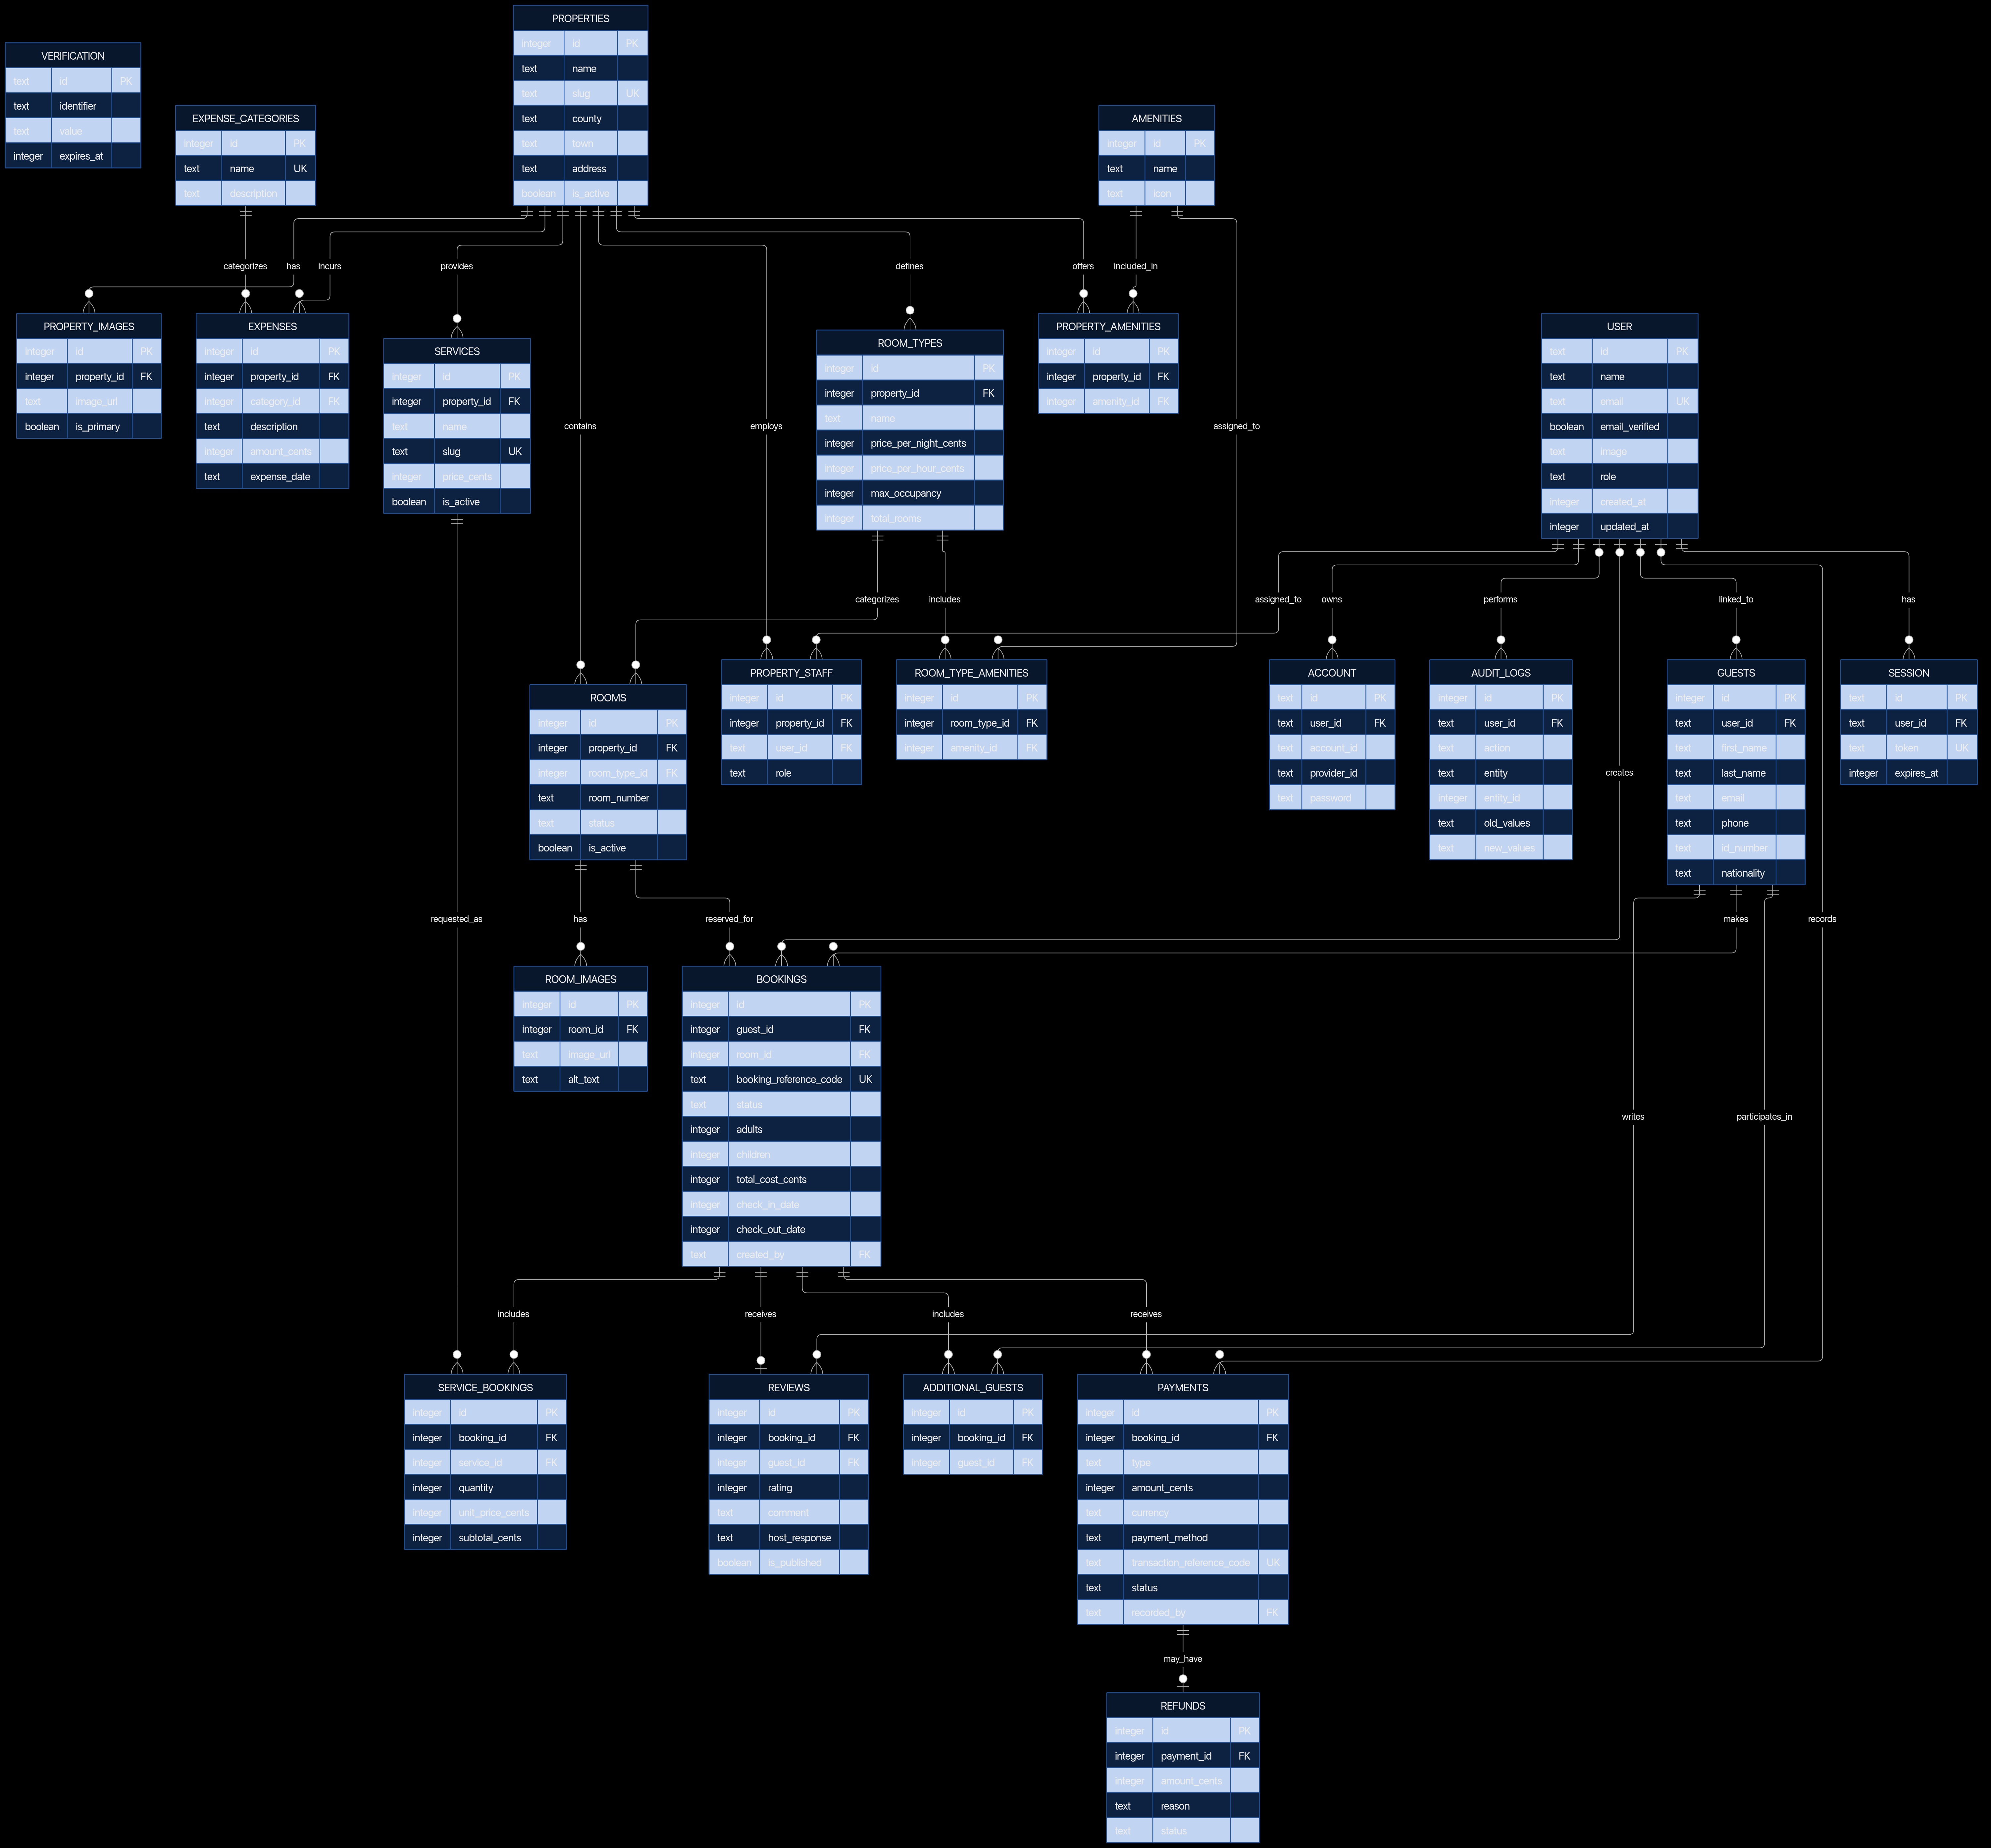 PROPERTIES
integer id PK
text name
text slug UK
text county
text town
text address
boolean is_active
VERIFICATION
text id PK
text identifier
text value
integer expires_at
EXPENSE_CATEGORIES
integer id PK
text name UK
text description
AMENITIES
integer id PK
text name
text icon
categorizes has incurs provides defines offers included_in
PROPERTY_IMAGES
integer id PK
integer property_id FK
text image_url
boolean is_primary
EXPENSES
integer id PK
integer property_id FK
integer category_id FK
text description
integer amount_cents
text expense_date
SERVICES
integer id PK
integer property_id FK
text name
text slug UK
integer price_cents
boolean is_active
ROOM_TYPES
integer id PK
integer property_id FK
text name
integer price_per_night_cents
integer price_per_hour_cents
integer max_occupancy
integer total_rooms
PROPERTY_AMENITIES
integer id PK
integer property_id FK
integer amenity_id FK
USER
text id PK
text name
text email UK
boolean email_verified
text image
text role
integer created_at
integer updated_at
contains employs assigned_to
categorizes includes assigned_to owns performs linked_to has
ROOMS
integer id PK
integer property_id FK
integer room_type_id FK
text room_number
text status
boolean is_active
PROPERTY_STAFF
integer id PK
integer property_id FK
text user_id FK
text role
ROOM_TYPE_AMENITIES
integer id PK
integer room_type_id FK
integer amenity_id FK
ACCOUNT
text id PK
text user_id FK
text account_id
text provider_id
text password
AUDIT_LOGS
integer id PK
text user_id FK
text action
text entity
integer entity_id
text old_values
text new_values
creates
GUESTS
integer id PK
text user_id FK
text first_name
text last_name
text email
text phone
text id_number
text nationality
SESSION
text id PK
text user_id FK
text token UK
integer expires_at
requested_as has reserved_for makes records
ROOM_IMAGES
integer id PK
integer room_id FK
text image_url
text alt_text
BOOKINGS
integer id PK
integer guest_id FK
integer room_id FK
text booking_reference_code UK
text status
integer adults
integer children
integer total_cost_cents
integer check_in_date
integer check_out_date
text created_by FK
writes participates_in
includes receives includes receives
SERVICE_BOOKINGS
integer id PK
integer booking_id FK
integer service_id FK
integer quantity
integer unit_price_cents
integer subtotal_cents
REVIEWS
integer id PK
integer booking_id FK
integer guest_id FK
integer rating
text comment
text host_response
boolean is_published
ADDITIONAL_GUESTS
integer id PK
integer booking_id FK
integer guest_id FK
PAYMENTS
integer id PK
integer booking_id FK
text type
integer amount_cents
text currency
text payment_method
text transaction_reference_code UK
text status
text recorded_by FK
may_have
REFUNDS
integer id PK
integer payment_id FK
integer amount_cents
text reason
text status